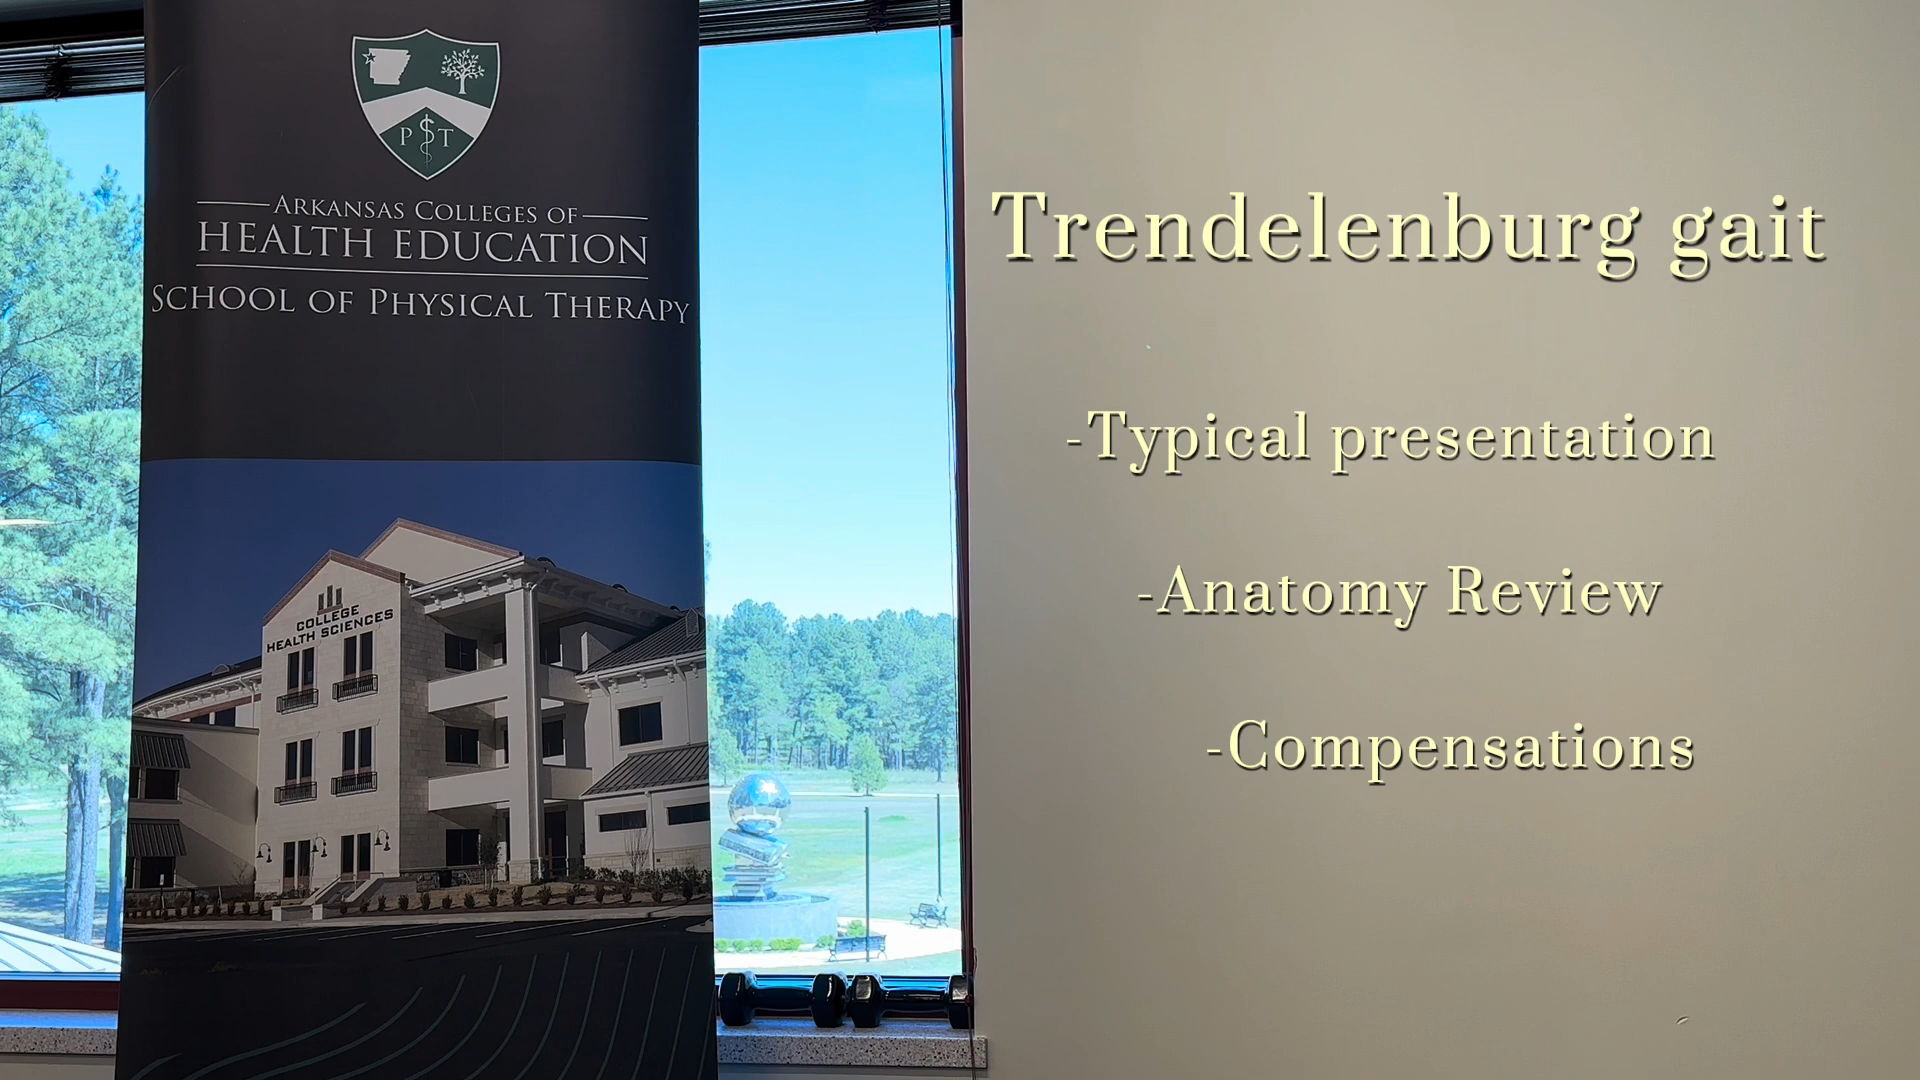 P T
ARKANSAS COLLEGES OF
HEALTH EDUCATION
SCHOOL OF PHYSICAL THERAPY
COLLEGE
HEALTH SCIENCES
Trendelenburg gait
-Typical presentation
-Anatomy Review
-Compensations